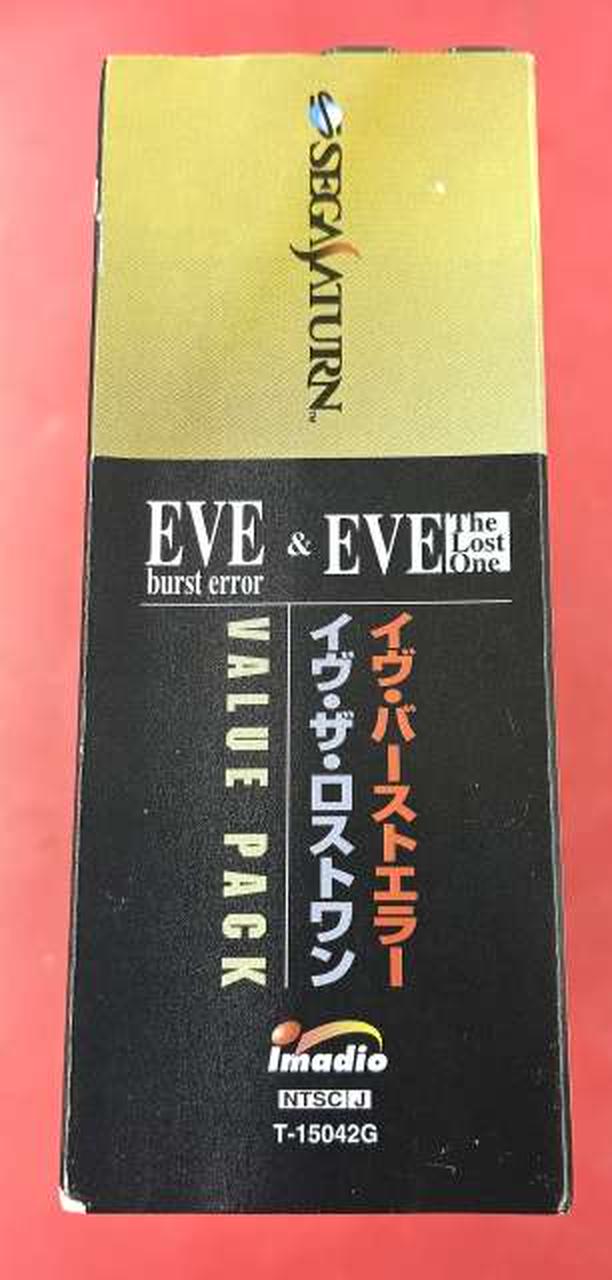 SEGA SATURN™
EVE burst error & EVE The Lost One
イヴ・バーストエラー
イヴ・ザ・ロストワン
VALUE PACK
Imadio
NTSC J
T-15042G